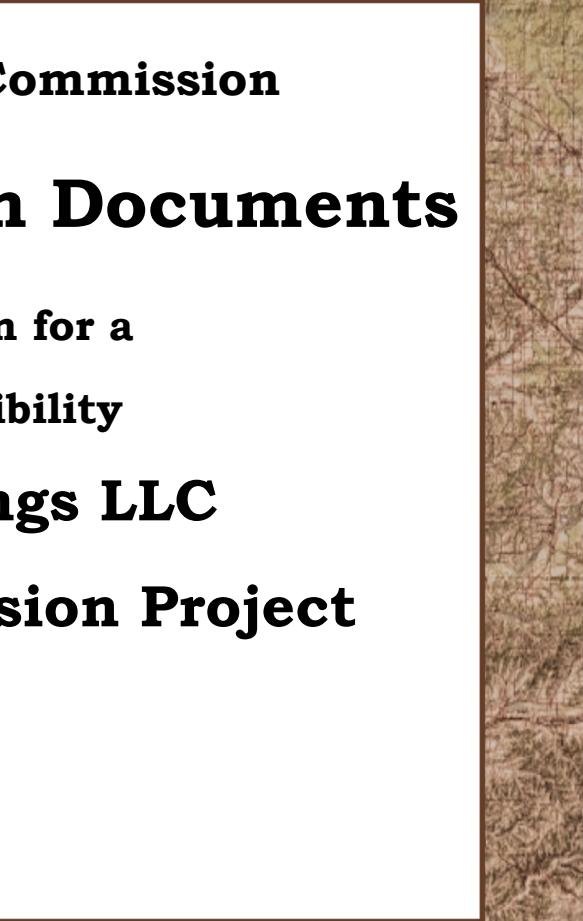 Commission
n Documents
n for a
ibility
ngs LLC
sion Project